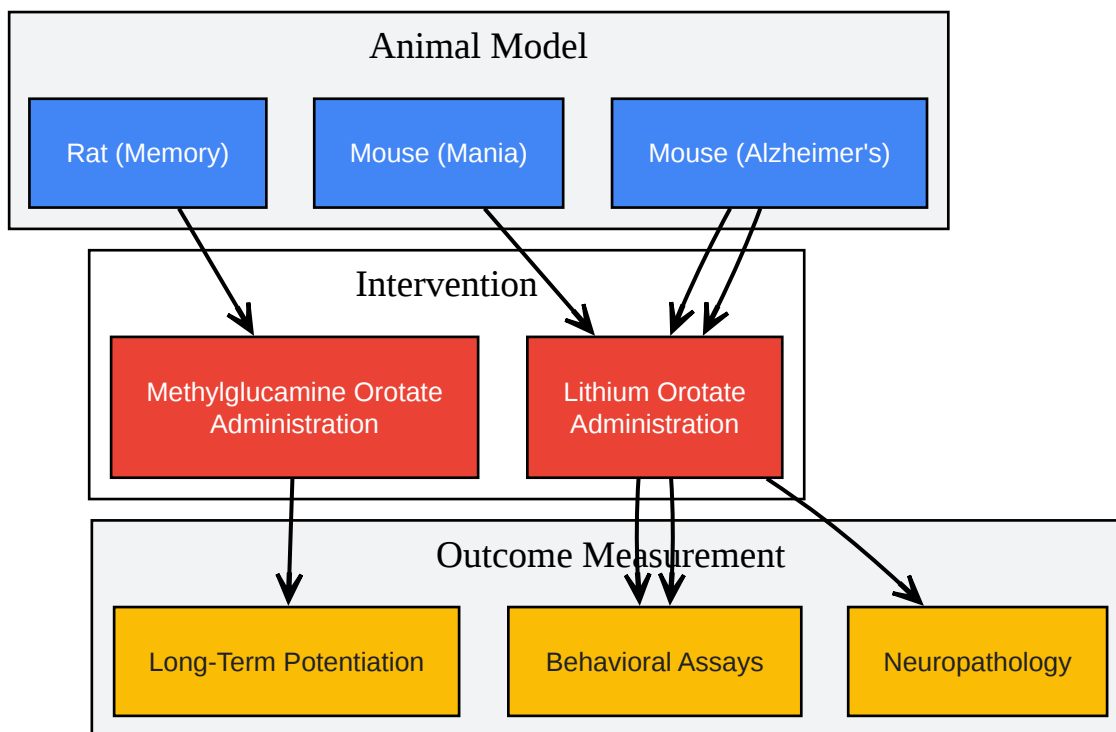 Animal Model
Rat (Memory)
Mouse (Mania)
Mouse (Alzheimer's)
Intervention
Methylglucamine Orotate
Administration
Lithium Orotate
Administration
Outcome Measurement
Long-Term Potentiation
Behavioral Assays
Neuropathology